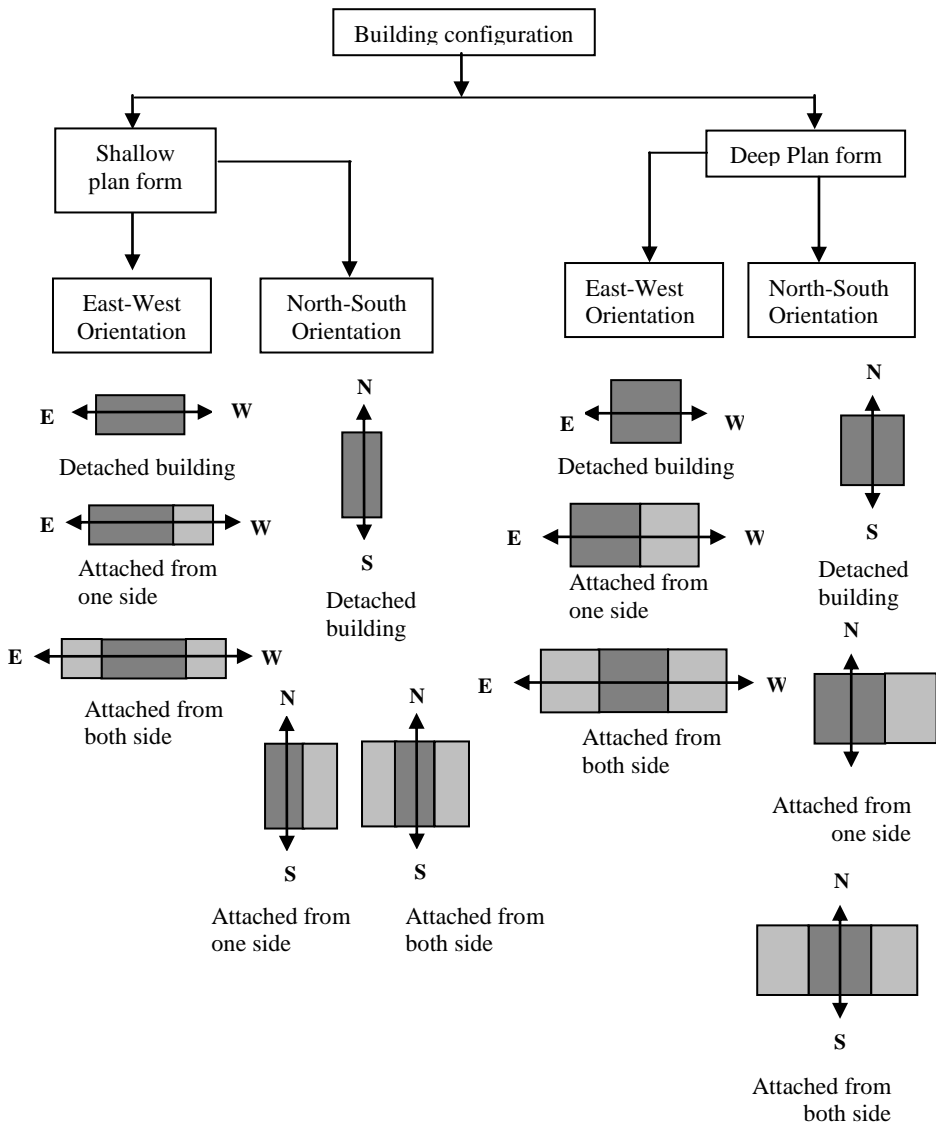 Building configuration
Shallow
plan form
Deep Plan form
East-West
Orientation
North-South
Orientation
East-West
Orientation
North-South
Orientation
E
W
Detached building
E
W
Attached from
one side
E
W
Attached from
both side
N
S
Detached
building
N
S
Attached from
one side
N
S
Attached from
both side
E
W
Detached building
E
W
Attached from
one side
E
W
Attached from
both side
N
S
Detached
building
N
Attached from
one side
N
S
Attached from
both side